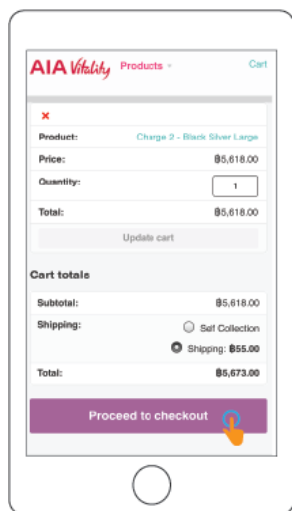 AIA Vitality Products Cart
×
Product: Charge 2 - Black Silver Large
Price: ฿5,618.00
Quantity: 1
Total: ฿5,618.00
Update cart
Cart totals
Subtotal: ฿5,618.00
Shipping: Self Collection
Shipping: ฿55.00
Total: ฿5,673.00
Proceed to checkout